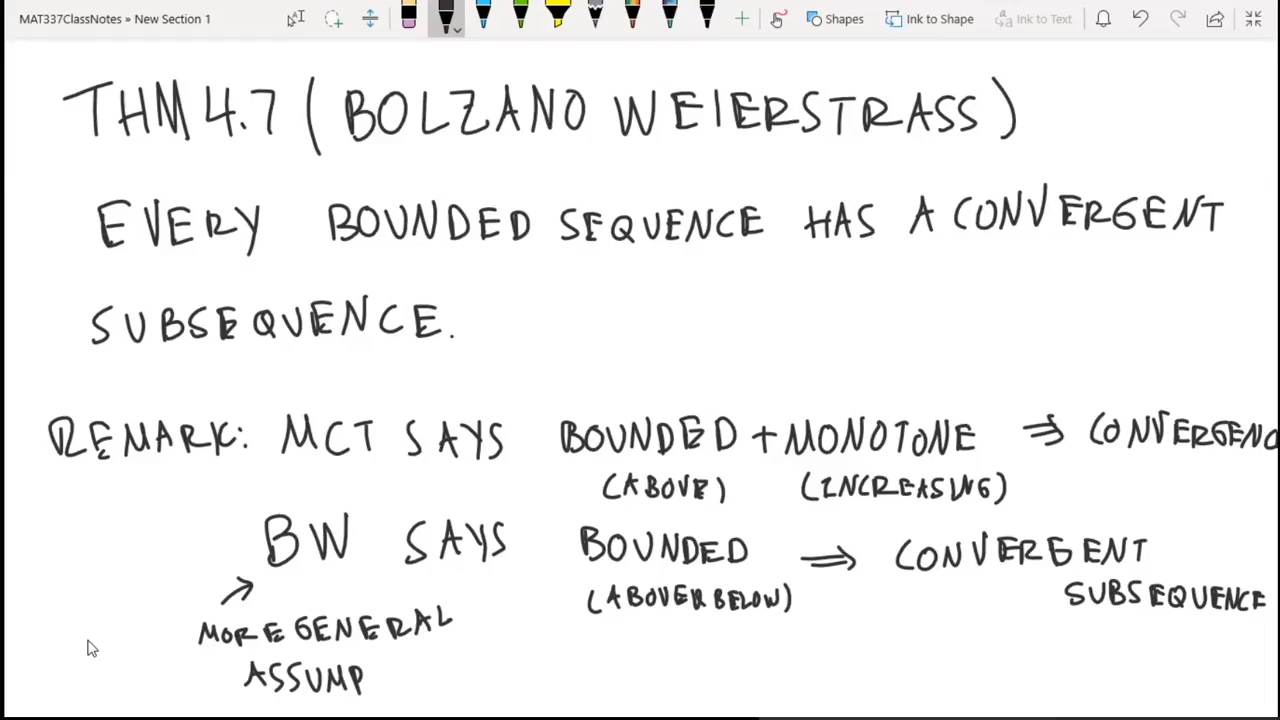 MAT337ClassNotes » New Section 1
Shapes Ink to Shape Ink to Text
THM 4.7 (BOLZANO WEIERSTRASS)
EVERY BOUNDED SEQUENCE HAS A CONVERGENT
SUBSEQUENCE.
REMARK: MCT SAYS BOUNDED + MONOTONE ⇒ CONVERGENC
(ABOVE) (INCREASING)
BW SAYS BOUNDED ⇒ CONVERGENT
(ABOVE & BELOW) SUBSEQUENCE
MORE GENERAL
ASSUMP